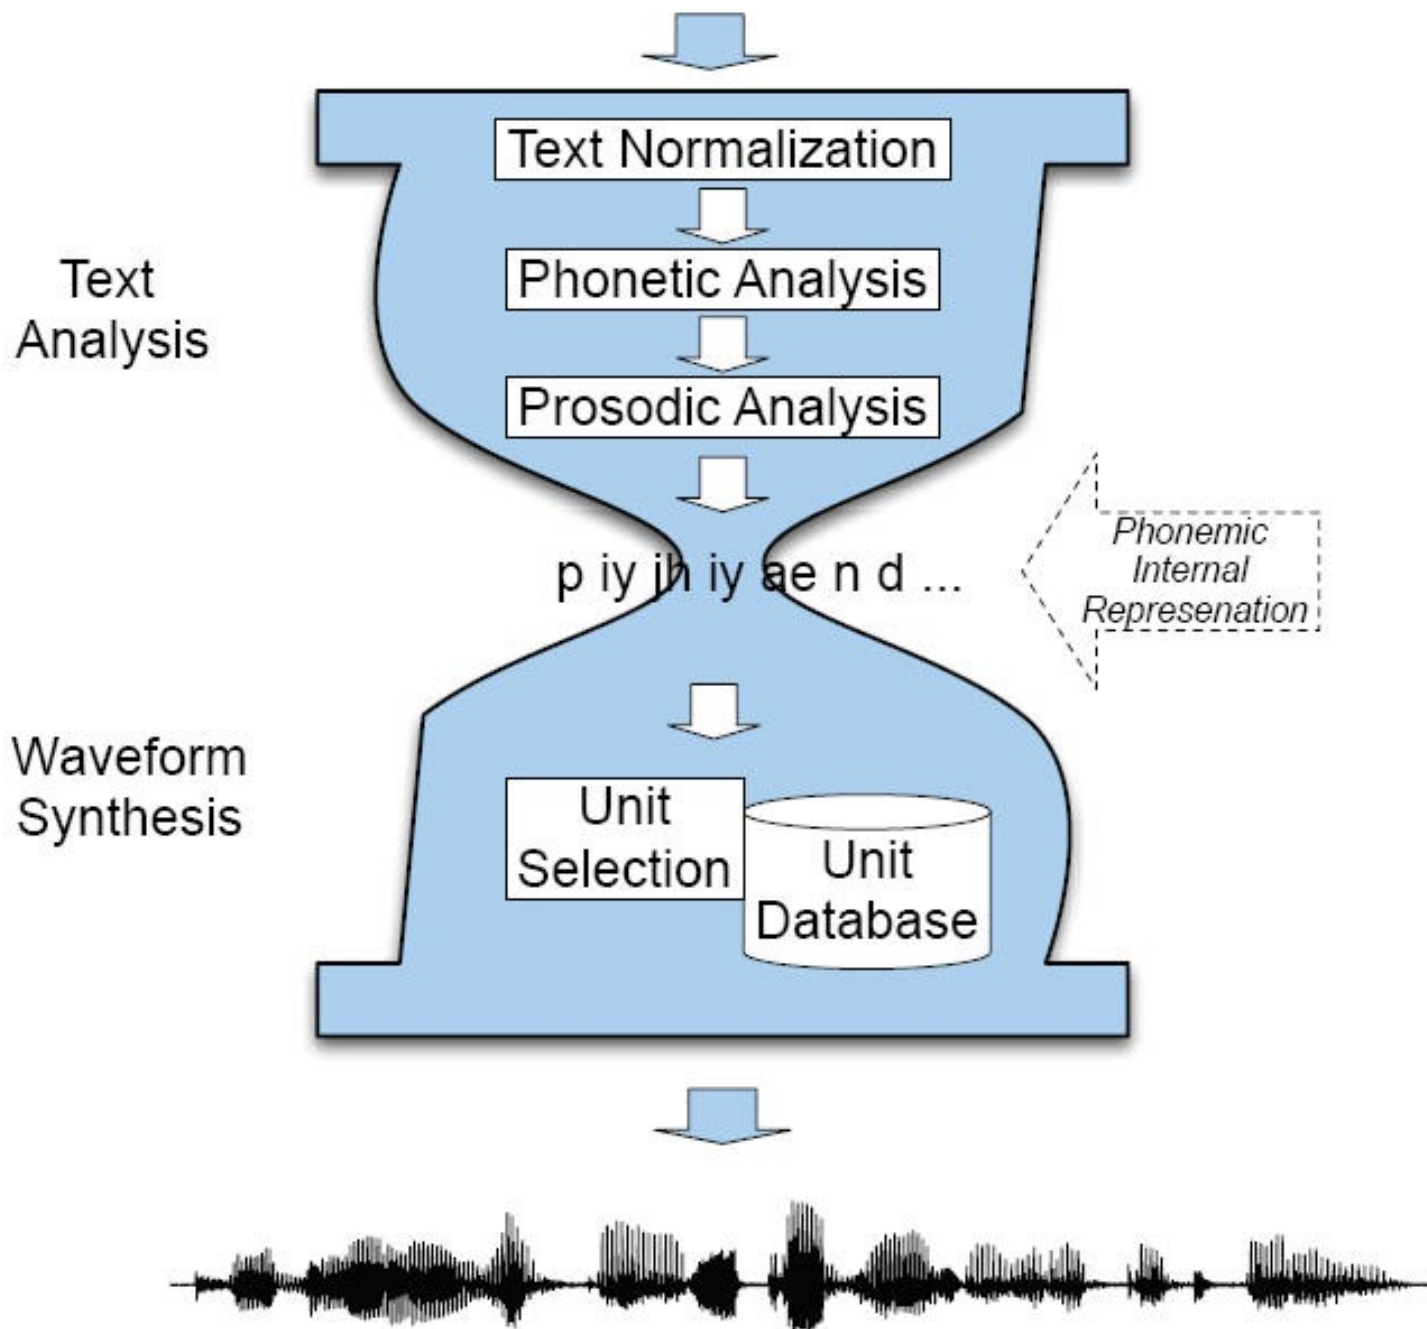 Text Normalization
Phonetic Analysis
Text
Analysis
Prosodic Analysis
Phonemic
Internal
Represenation
p iy jh iy ae n d ...
Waveform
Synthesis
Unit
Selection
Unit
Database